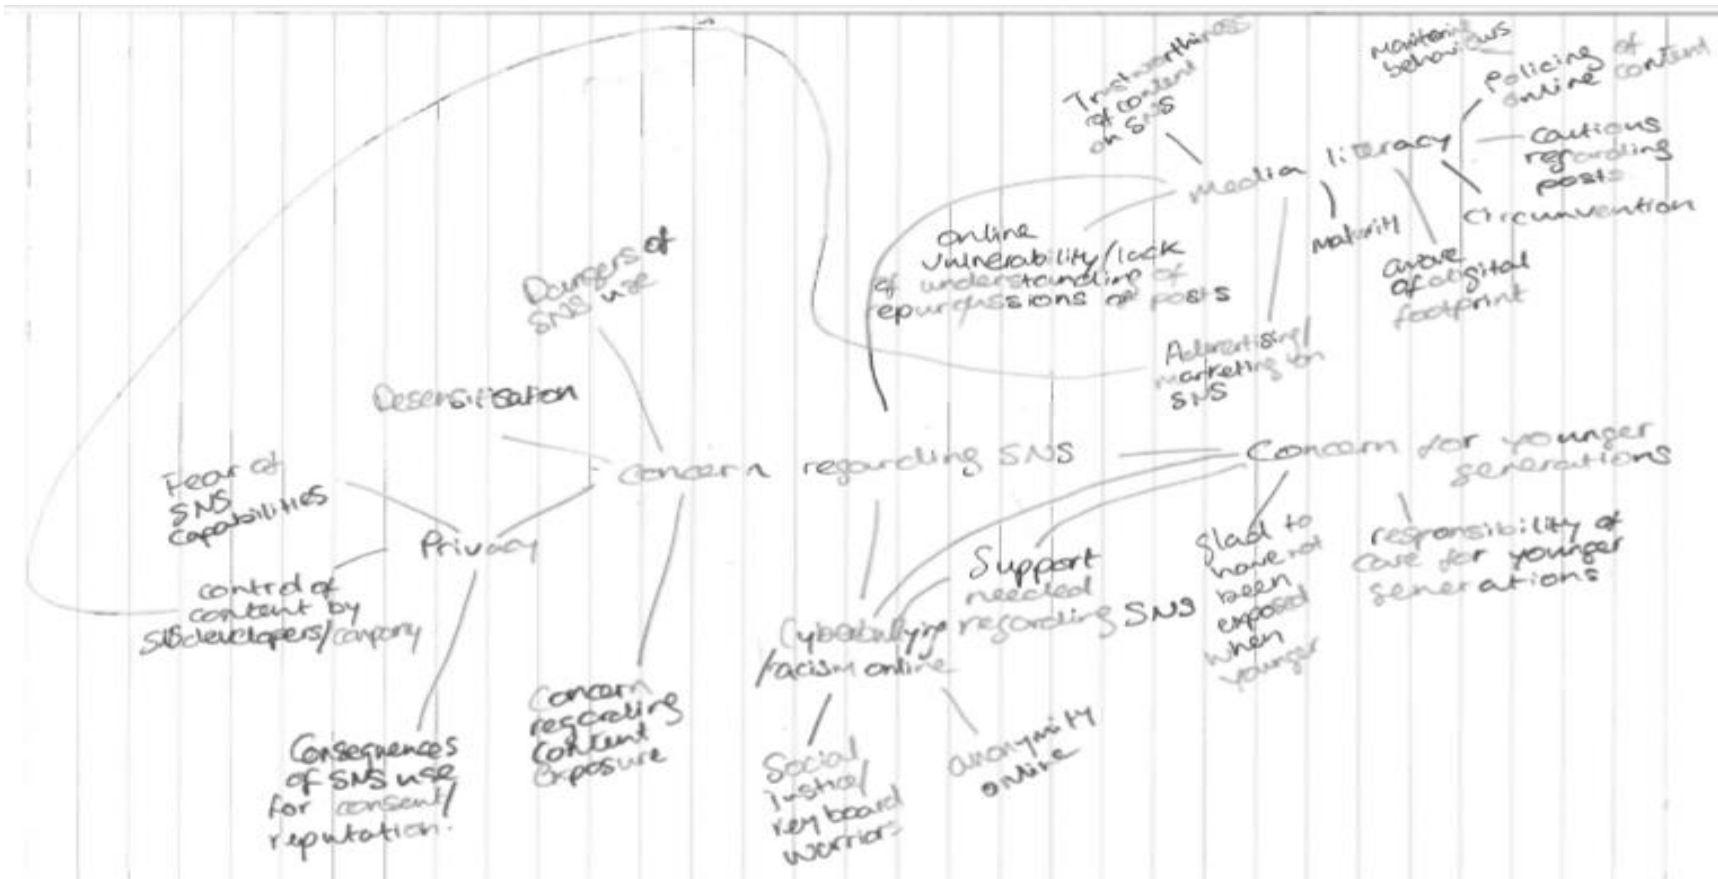 Trustworthiness
of content
on SNS
Monitoring
behaviours
Policing of
online content
Media literacy
Cautious
regarding
posts
Circumvention
Maturity
aware
of digital
footprint
online
vulnerability/lack
of understanding of
repurcussions of posts
Advertising/
marketing on
SNS
Dangers of
SNS use
Desensitisation
Concern regarding SNS
Concern for younger
generations
Fear of
SNS
capabilities
Privacy
control of
content by
SNS developers/company
Consequences
of SNS use
for consent/
reputation.
Concern
regarding
content
exposure
Support
needed
regarding SNS
Cyberbullying
/racism online
Social
Justice/
keyboard
warriors
anonymity
online
glad to
have not
been
exposed
when
younger
responsibility of
care for younger
generations